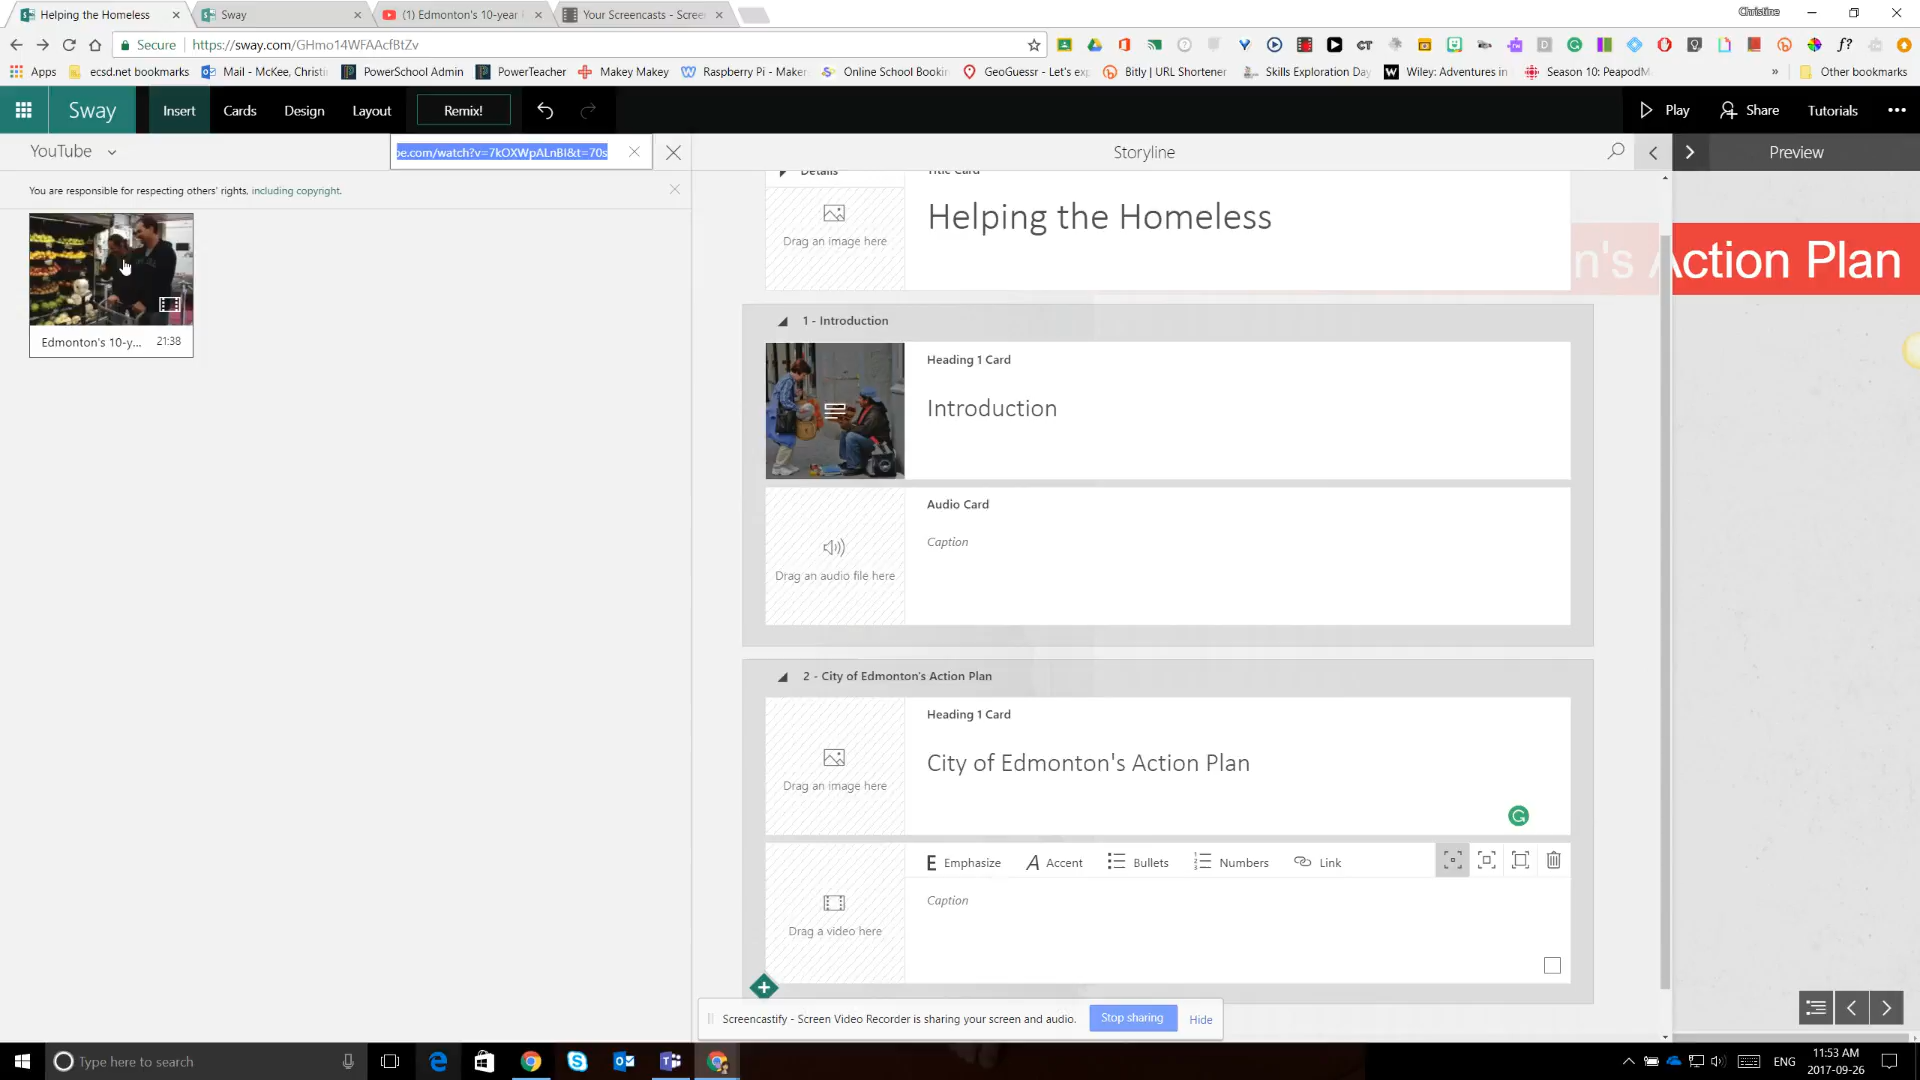 Helping the Homeless
Sway
(1) Edmonton's 10-year
Your Screencasts - Scree
Christine
Secure
https://sway.com/GHmo14WFAAcfBtZv
Apps
ecsd.net bookmarks
Mail - McKee, Christi
PowerSchool Admin
PowerTeacher
Makey Makey
Raspberry Pi - Maker
Online School Bookin
GeoGuessr - Let's exp
Bitly | URL Shortener
Skills Exploration Day
Wiley: Adventures in
Season 10: PeapodM
»
Other bookmarks
Sway
Insert
Cards
Design
Layout
Remix!
Play
Share
Tutorials
YouTube
be.com/watch?v=7kOXWpALnBI&t=70s
Storyline
Preview
You are responsible for respecting others' rights, including copyright.
Edmonton's 10-y...
21:38
Details
Title Card
Drag an image here
Helping the Homeless
n's Action Plan
1 - Introduction
Heading 1 Card
Introduction
Audio Card
Caption
Drag an audio file here
2 - City of Edmonton's Action Plan
Heading 1 Card
City of Edmonton's Action Plan
Drag an image here
E Emphasize
A Accent
Bullets
Numbers
Link
Caption
Drag a video here
Screencastify - Screen Video Recorder is sharing your screen and audio.
Stop sharing
Hide
Type here to search
ENG
11:53 AM
2017-09-26